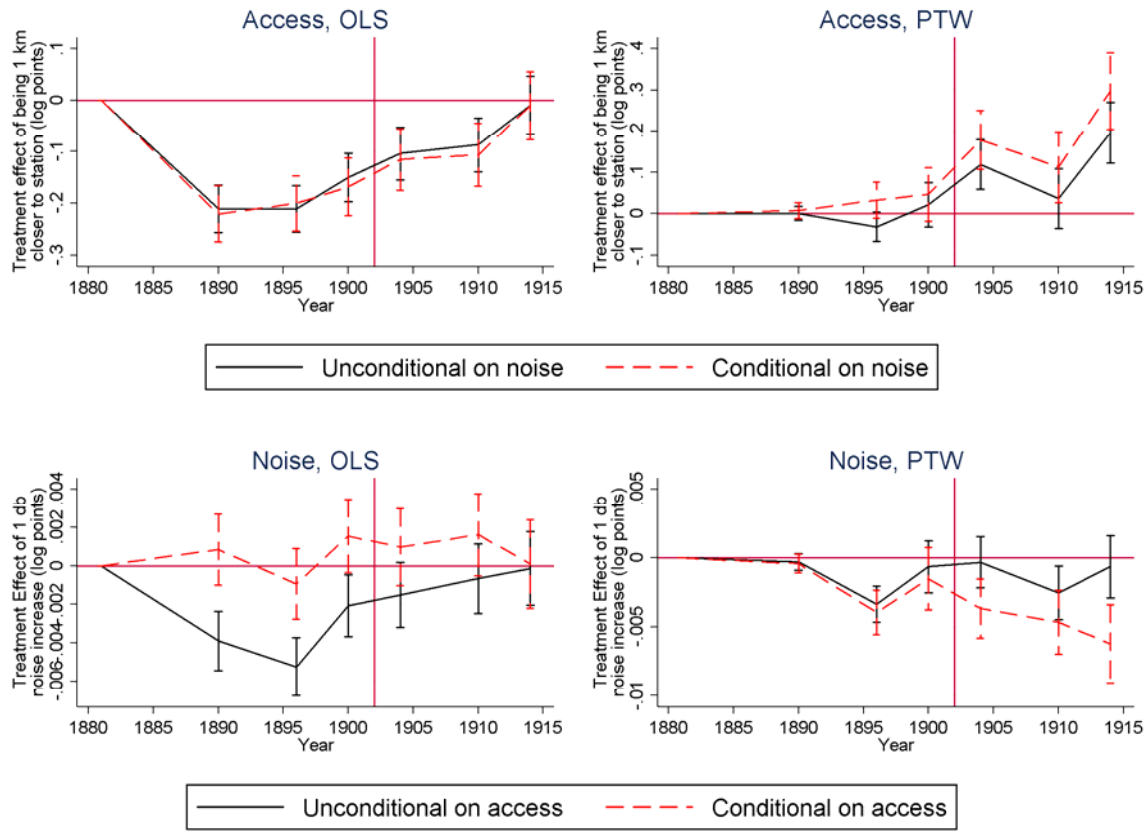 Access, OLS
Treatment effect of being 1 km
closer to station (log points)
.1
0
-.1
-.2
-.3
1880 1885 1890 1895 1900 1905 1910 1915
Year
Access, PTW
Treatment effect of being 1 km
closer to station (log points)
.4
.3
.2
.1
0
-.1
1880 1885 1890 1895 1900 1905 1910 1915
Year
Unconditional on noise Conditional on noise
Noise, OLS
Treatment Effect of 1 db
noise increase (log points)
.004
.002
0
-.002
-.004
-.006
1880 1885 1890 1895 1900 1905 1910 1915
Year
Noise, PTW
Treatment Effect of 1 db
noise increase (log points)
.005
0
-.005
-.01
1880 1885 1890 1895 1900 1905 1910 1915
Year
Unconditional on access Conditional on access